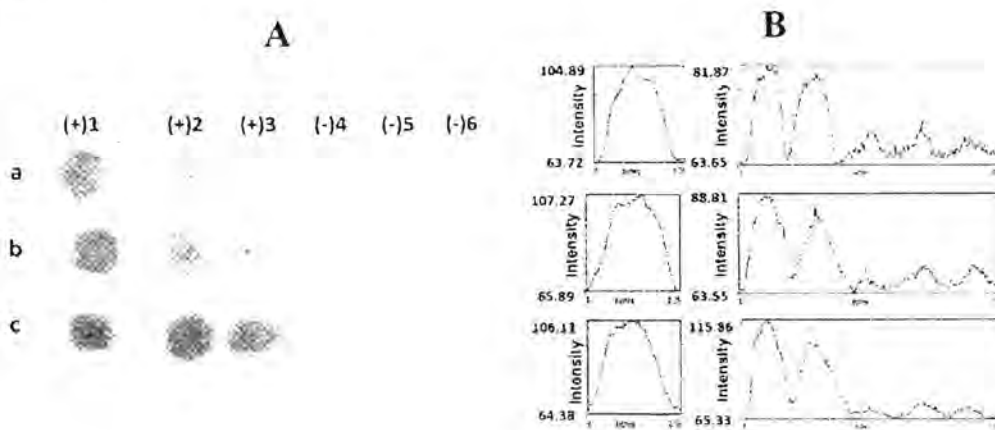 A
B
(+)1 (+)2 (+)3 (-)4 (-)5 (-)6
a
b
c
104.89
Intensity
63.72
81.87
Intensity
63.65
107.27
Intensity
65.89
88.81
Intensity
63.55
106.11
Intensity
64.38
115.86
Intensity
65.33